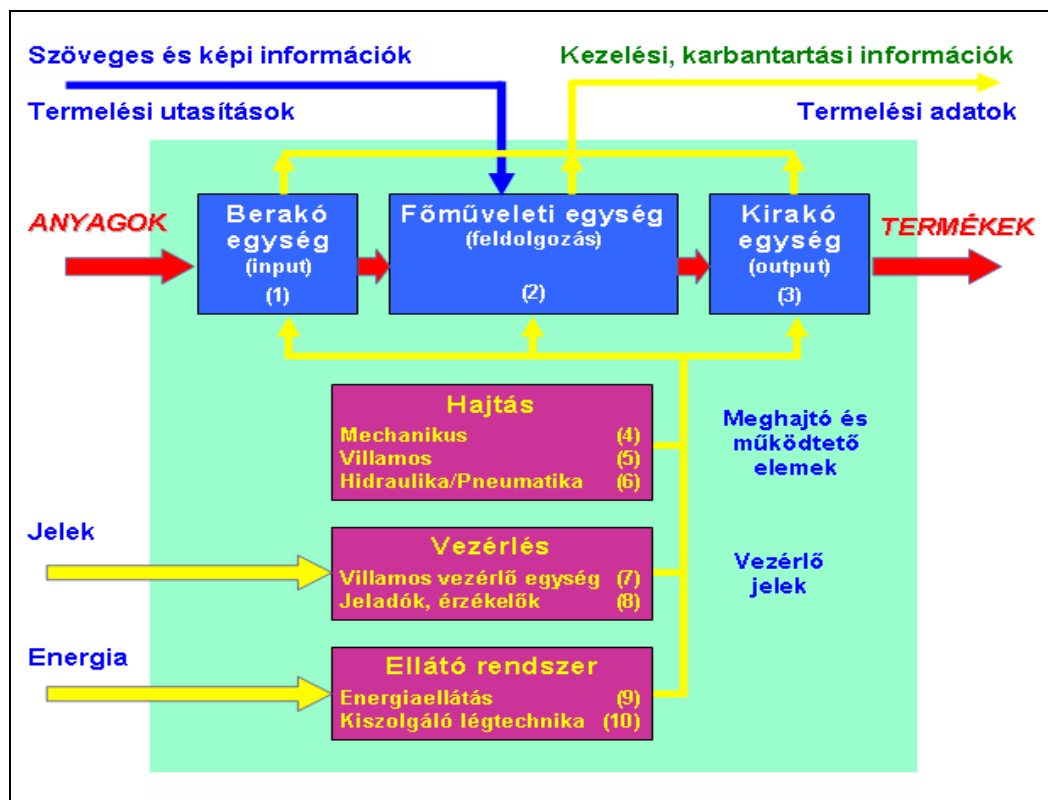 Szöveges és képi információk
Kezelési, karbantartási információk
Termelési utasítások
Termelési adatok
ANYAGOK
Berakó
egység
(input)
(1)
Főműveleti egység
(feldolgozás)
(2)
Kirakó
egység
(output)
(3)
TERMÉKEK
Hajtás
Mechanikus (4)
Villamos (5)
Hidraulika/Pneumatika (6)
Meghajtó és
működtető
elemek
Jelek
Vezérlés
Villamos vezérlő egység (7)
Jeladók, érzékelők (8)
Vezérlő
jelek
Energia
Ellátó rendszer
Energiaellátás (9)
Kiszolgáló légtechnika (10)